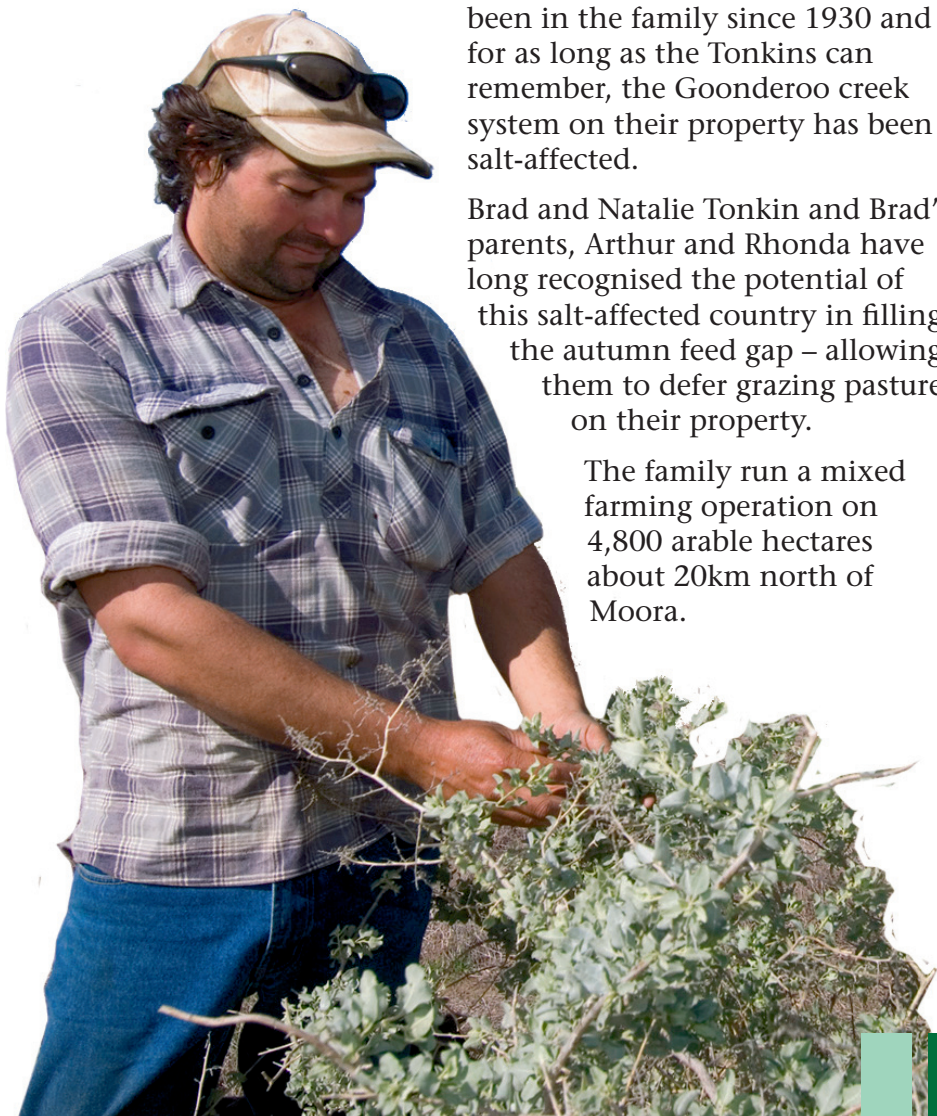 been in the family since 1930 and
for as long as the Tonkins can
remember, the Goonderoo creek
system on their property has been
salt-affected.
Brad and Natalie Tonkin and Brad'
parents, Arthur and Rhonda have
long recognised the potential of
this salt-affected country in filling
the autumn feed gap – allowing
them to defer grazing pasture
on their property.
The family run a mixed
farming operation on
4,800 arable hectares
about 20km north of
Moora.